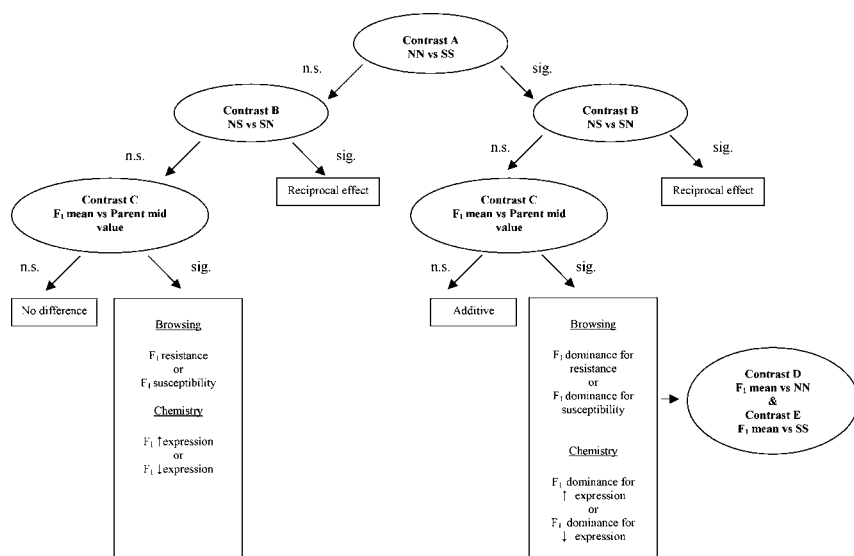 Contrast A
NN vs SS
n.s.
sig.
Contrast B
NS vs SN
Contrast B
NS vs SN
n.s.
sig.
n.s.
sig.
Contrast C
F₁ mean vs Parent mid
value
Reciprocal effect
Contrast C
F₁ mean vs Parent mid
value
Reciprocal effect
n.s.
sig.
n.s.
sig.
No difference
Browsing
F₁ resistance
or
F₁ susceptibility
Chemistry
F₁ ↑expression
or
F₁ ↓expression
Additive
Browsing
F₁ dominance for
resistance
or
F₁ dominance for
susceptibility
Chemistry
F₁ dominance for
↑ expression
or
F₁ dominance for
↓ expression
Contrast D
F₁ mean vs NN
&
Contrast E
F₁ mean vs SS